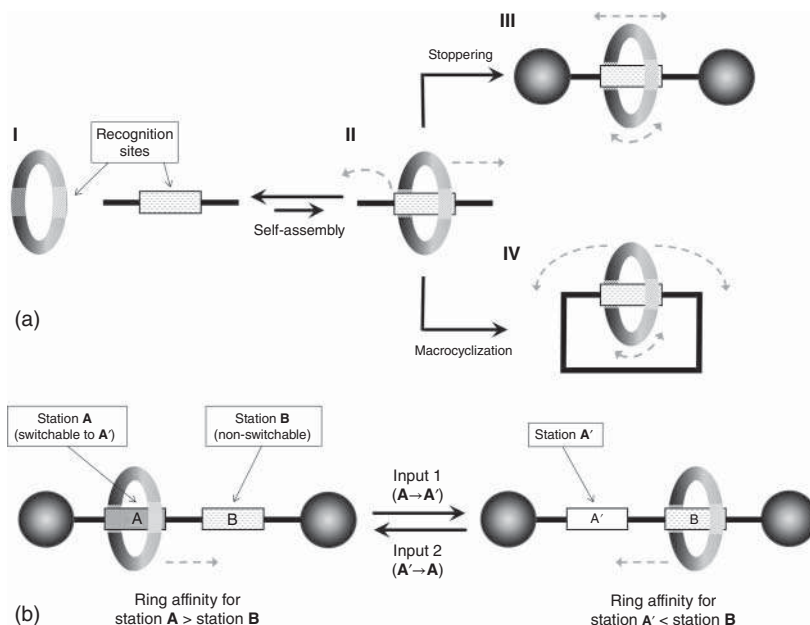 III
Stoppering
I
Recognition
sites
II
Self-assembly
IV
(a)
Macrocyclization
Station A
(switchable to A′)
Station B
(non-switchable)
Station A′
Input 1
(A→A′)
A
B
A′
B
Input 2
(A′→A)
(b)
Ring affinity for
station A > station B
Ring affinity for
station A′ < station B